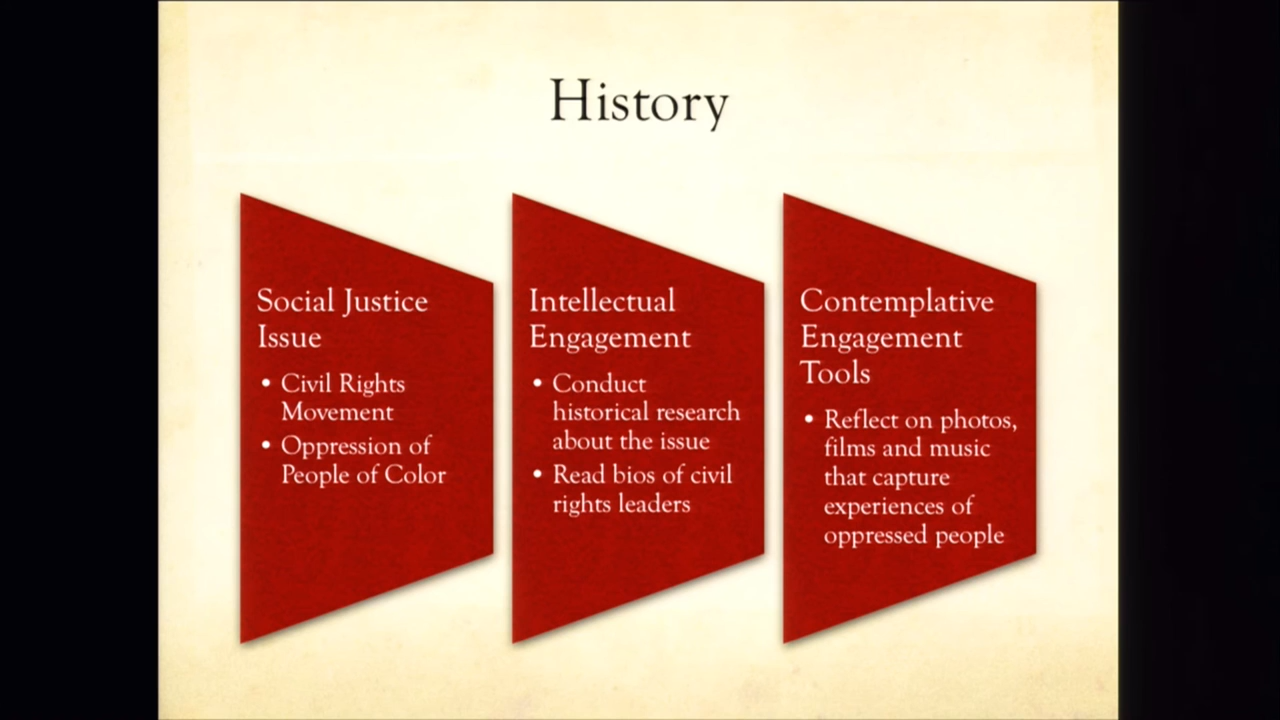 History
Social Justice
Issue
• Civil Rights
Movement
• Oppression of
People of Color
Intellectual
Engagement
• Conduct
historical research
about the issue
• Read bios of civil
rights leaders
Contemplative
Engagement
Tools
• Reflect on photos,
films and music
that capture
experiences of
oppressed people